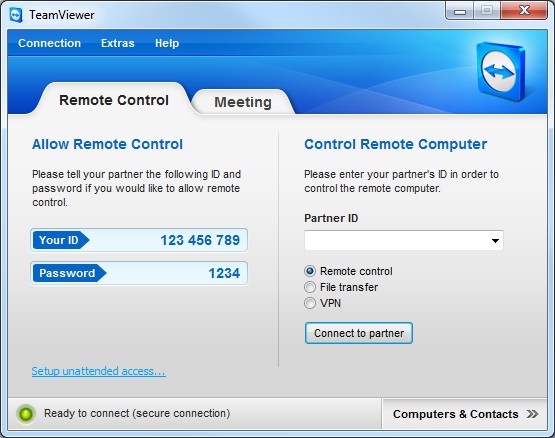 TeamViewer
Connection Extras Help
Remote Control Meeting
Allow Remote Control
Please tell your partner the following ID and
password if you would like to allow remote
control.
Your ID 123 456 789
Password 1234
Setup unattended access...
Control Remote Computer
Please enter your partner's ID in order to
control the remote computer.
Partner ID
Remote control
File transfer
VPN
Connect to partner
Ready to connect (secure connection)
Computers & Contacts